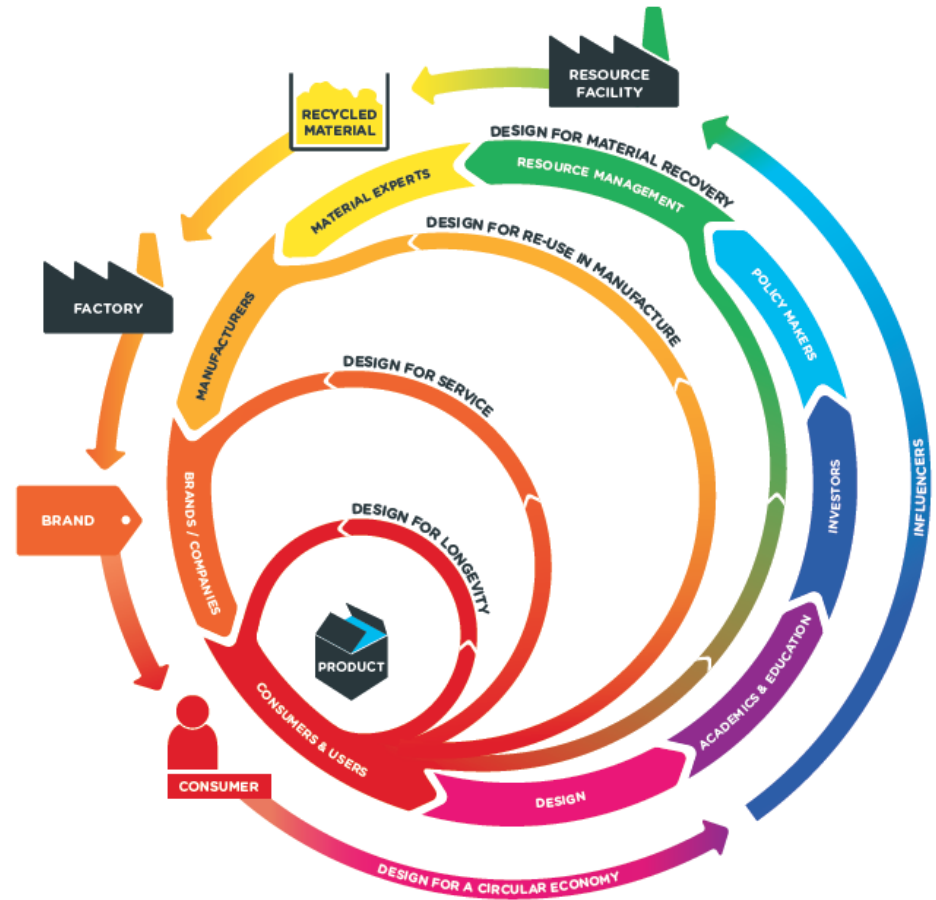 RESOURCE
FACILITY
RECYCLED
MATERIAL
DESIGN FOR MATERIAL RECOVERY
RESOURCE MANAGEMENT
MATERIAL EXPERTS
DESIGN FOR RE-USE IN MANUFACTURE
POLICY MAKERS
FACTORY
MANUFACTURERS
DESIGN FOR SERVICE
INVESTORS
INFLUENCERS
BRAND
BRANDS / COMPANIES
DESIGN FOR LONGEVITY
PRODUCT
ACADEMICS & EDUCATION
CONSUMERS & USERS
CONSUMER
DESIGN
DESIGN FOR A CIRCULAR ECONOMY